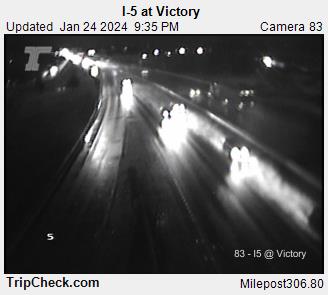 I-5 at Victory
Updated Jan 24 2024 9:35 PM Camera 83
T
S
83 - I5 @ Victory
TripCheck.com Milepost306.80